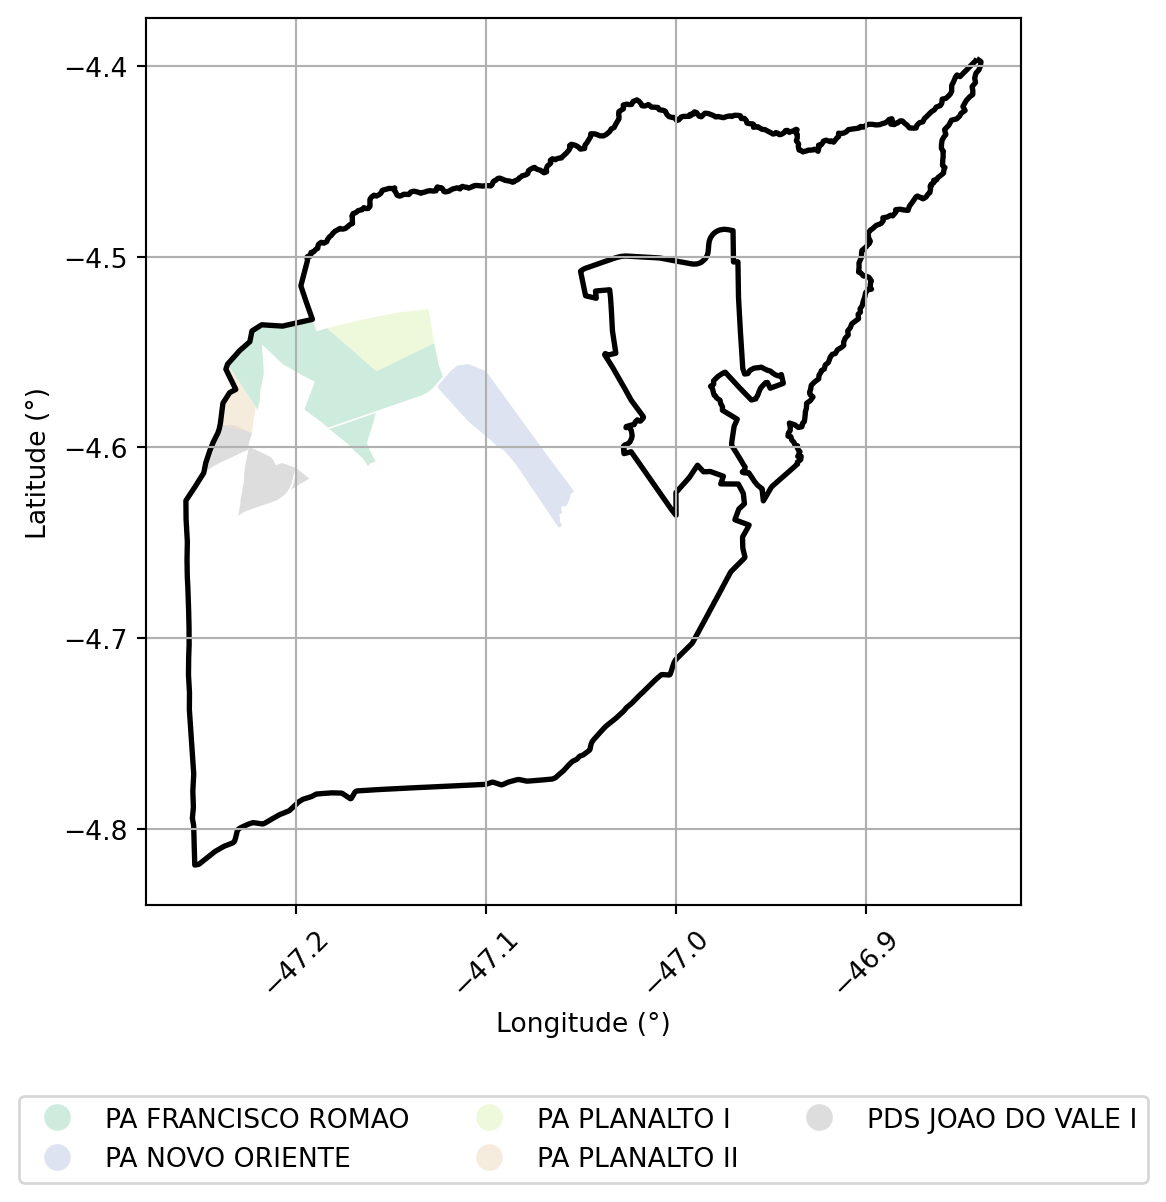 −4.4
−4.5
−4.6
−4.7
−4.8
Latitude (°)
−47.2
−47.1
−47.0
−46.9
Longitude (°)
PA FRANCISCO ROMAO
PA NOVO ORIENTE
PA PLANALTO I
PA PLANALTO II
PDS JOAO DO VALE I